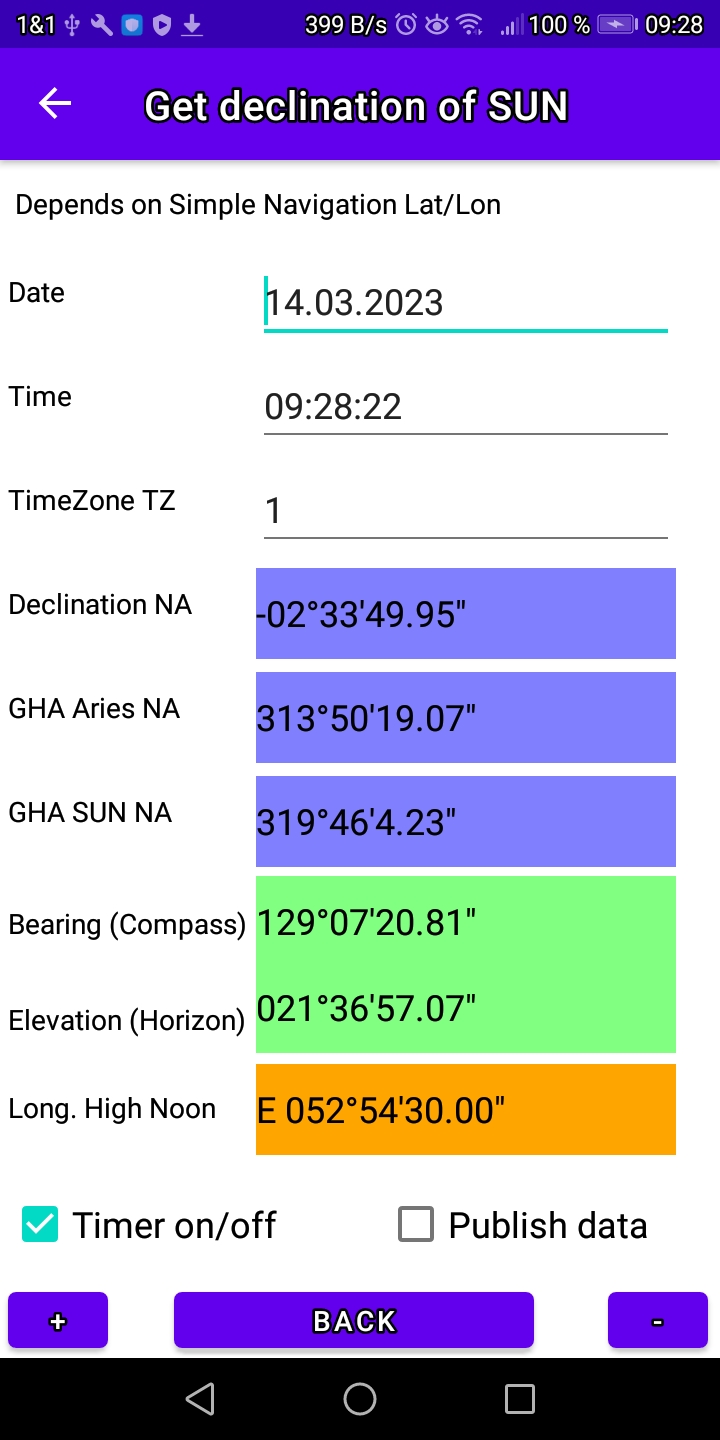 1&1 399 B/s 100 % 09:28
Get declination of SUN
Depends on Simple Navigation Lat/Lon
Date 14.03.2023
Time 09:28:22
TimeZone TZ 1
Declination NA -02°33'49.95"
GHA Aries NA 313°50'19.07"
GHA SUN NA 319°46'4.23"
Bearing (Compass) 129°07'20.81"
Elevation (Horizon) 021°36'57.07"
Long. High Noon E 052°54'30.00"
Timer on/off Publish data
+ BACK -